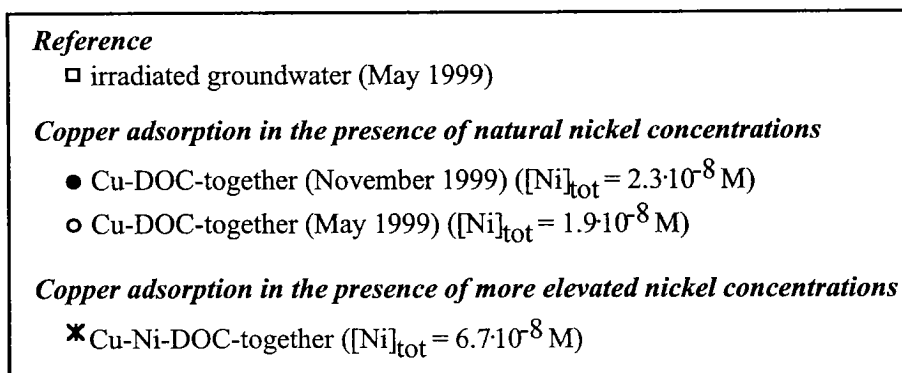 Reference
□ irradiated groundwater (May 1999)
Copper adsorption in the presence of natural nickel concentrations
● Cu-DOC-together (November 1999) ([Ni]tot = 2.3·10⁻⁸ M)
○ Cu-DOC-together (May 1999) ([Ni]tot = 1.9·10⁻⁸ M)
Copper adsorption in the presence of more elevated nickel concentrations
✶ Cu-Ni-DOC-together ([Ni]tot = 6.7·10⁻⁸ M)